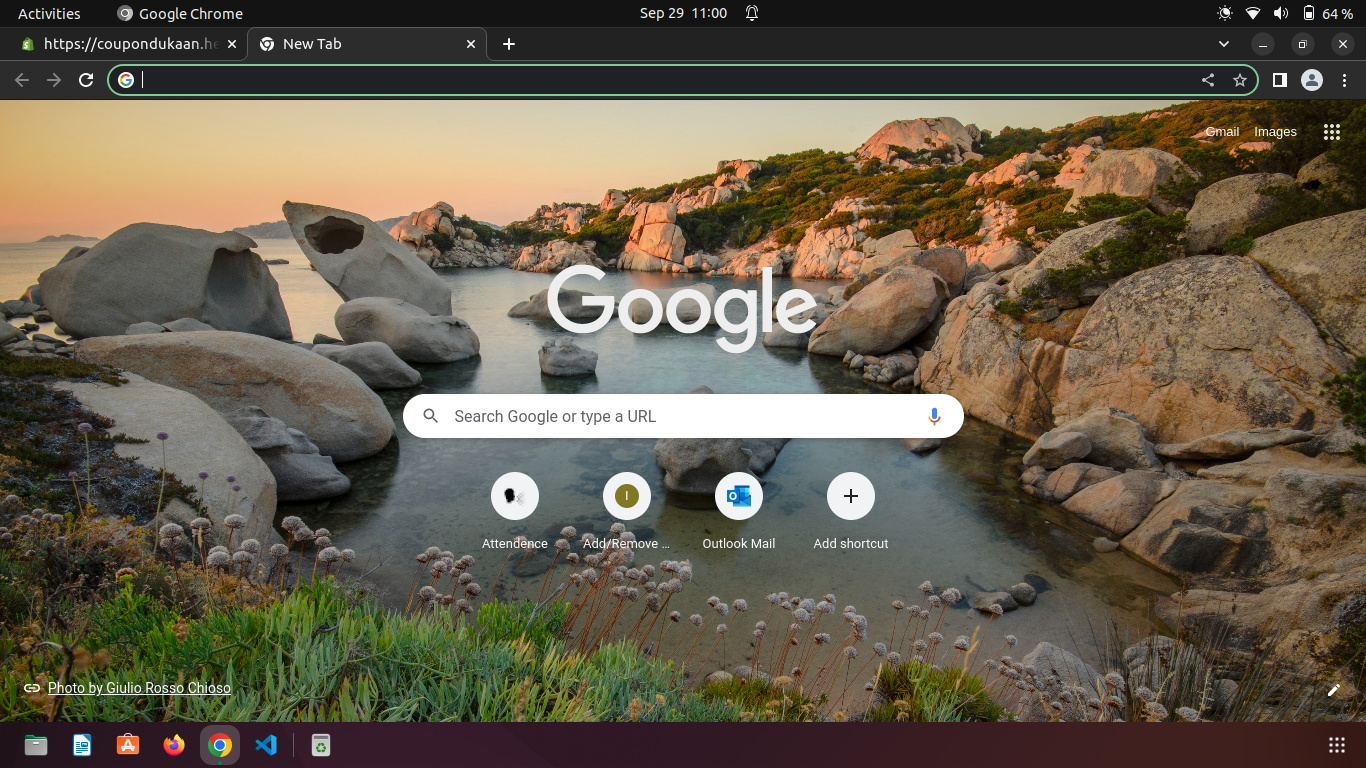 Activities
Google Chrome
Sep 29 11:00
64 %
https://coupondukaan.he
New Tab
Gmail
Images
Google
Search Google or type a URL
I
Attendence
Add/Remove ...
Outlook Mail
Add shortcut
Photo by Giulio Rosso Chioso